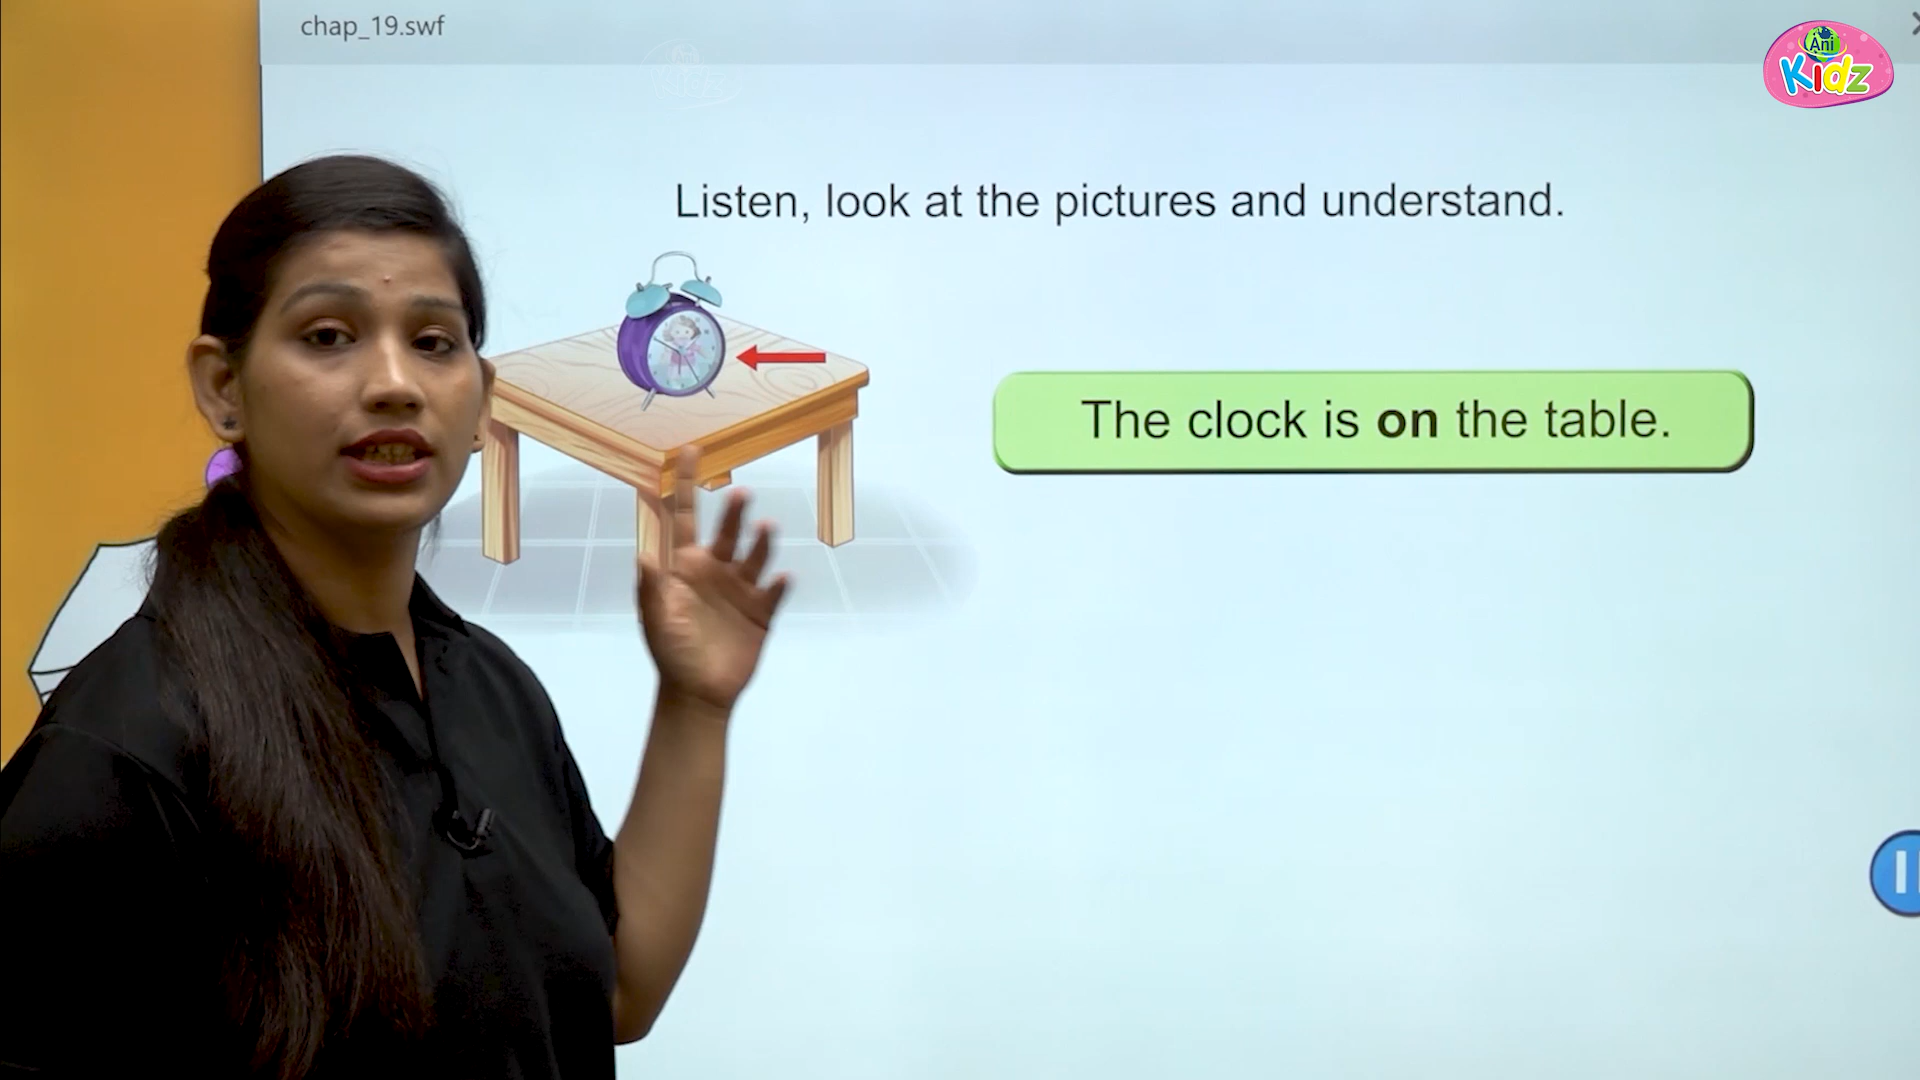 chap_19.swf
Ani
Kidz
Listen, look at the pictures and understand.
The clock is on the table.